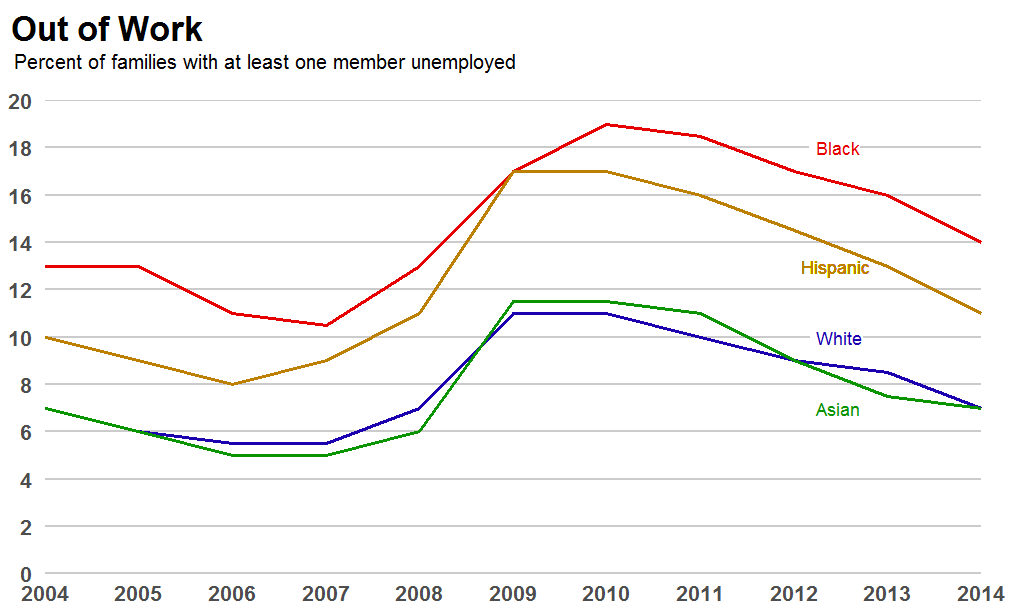 Out of Work
Percent of families with at least one member unemployed
20
18
Black
16
14
Hispanic
12
10
White
8
Asian
6
4
2
0
2004 2005 2006 2007 2008 2009 2010 2011 2012 2013 2014